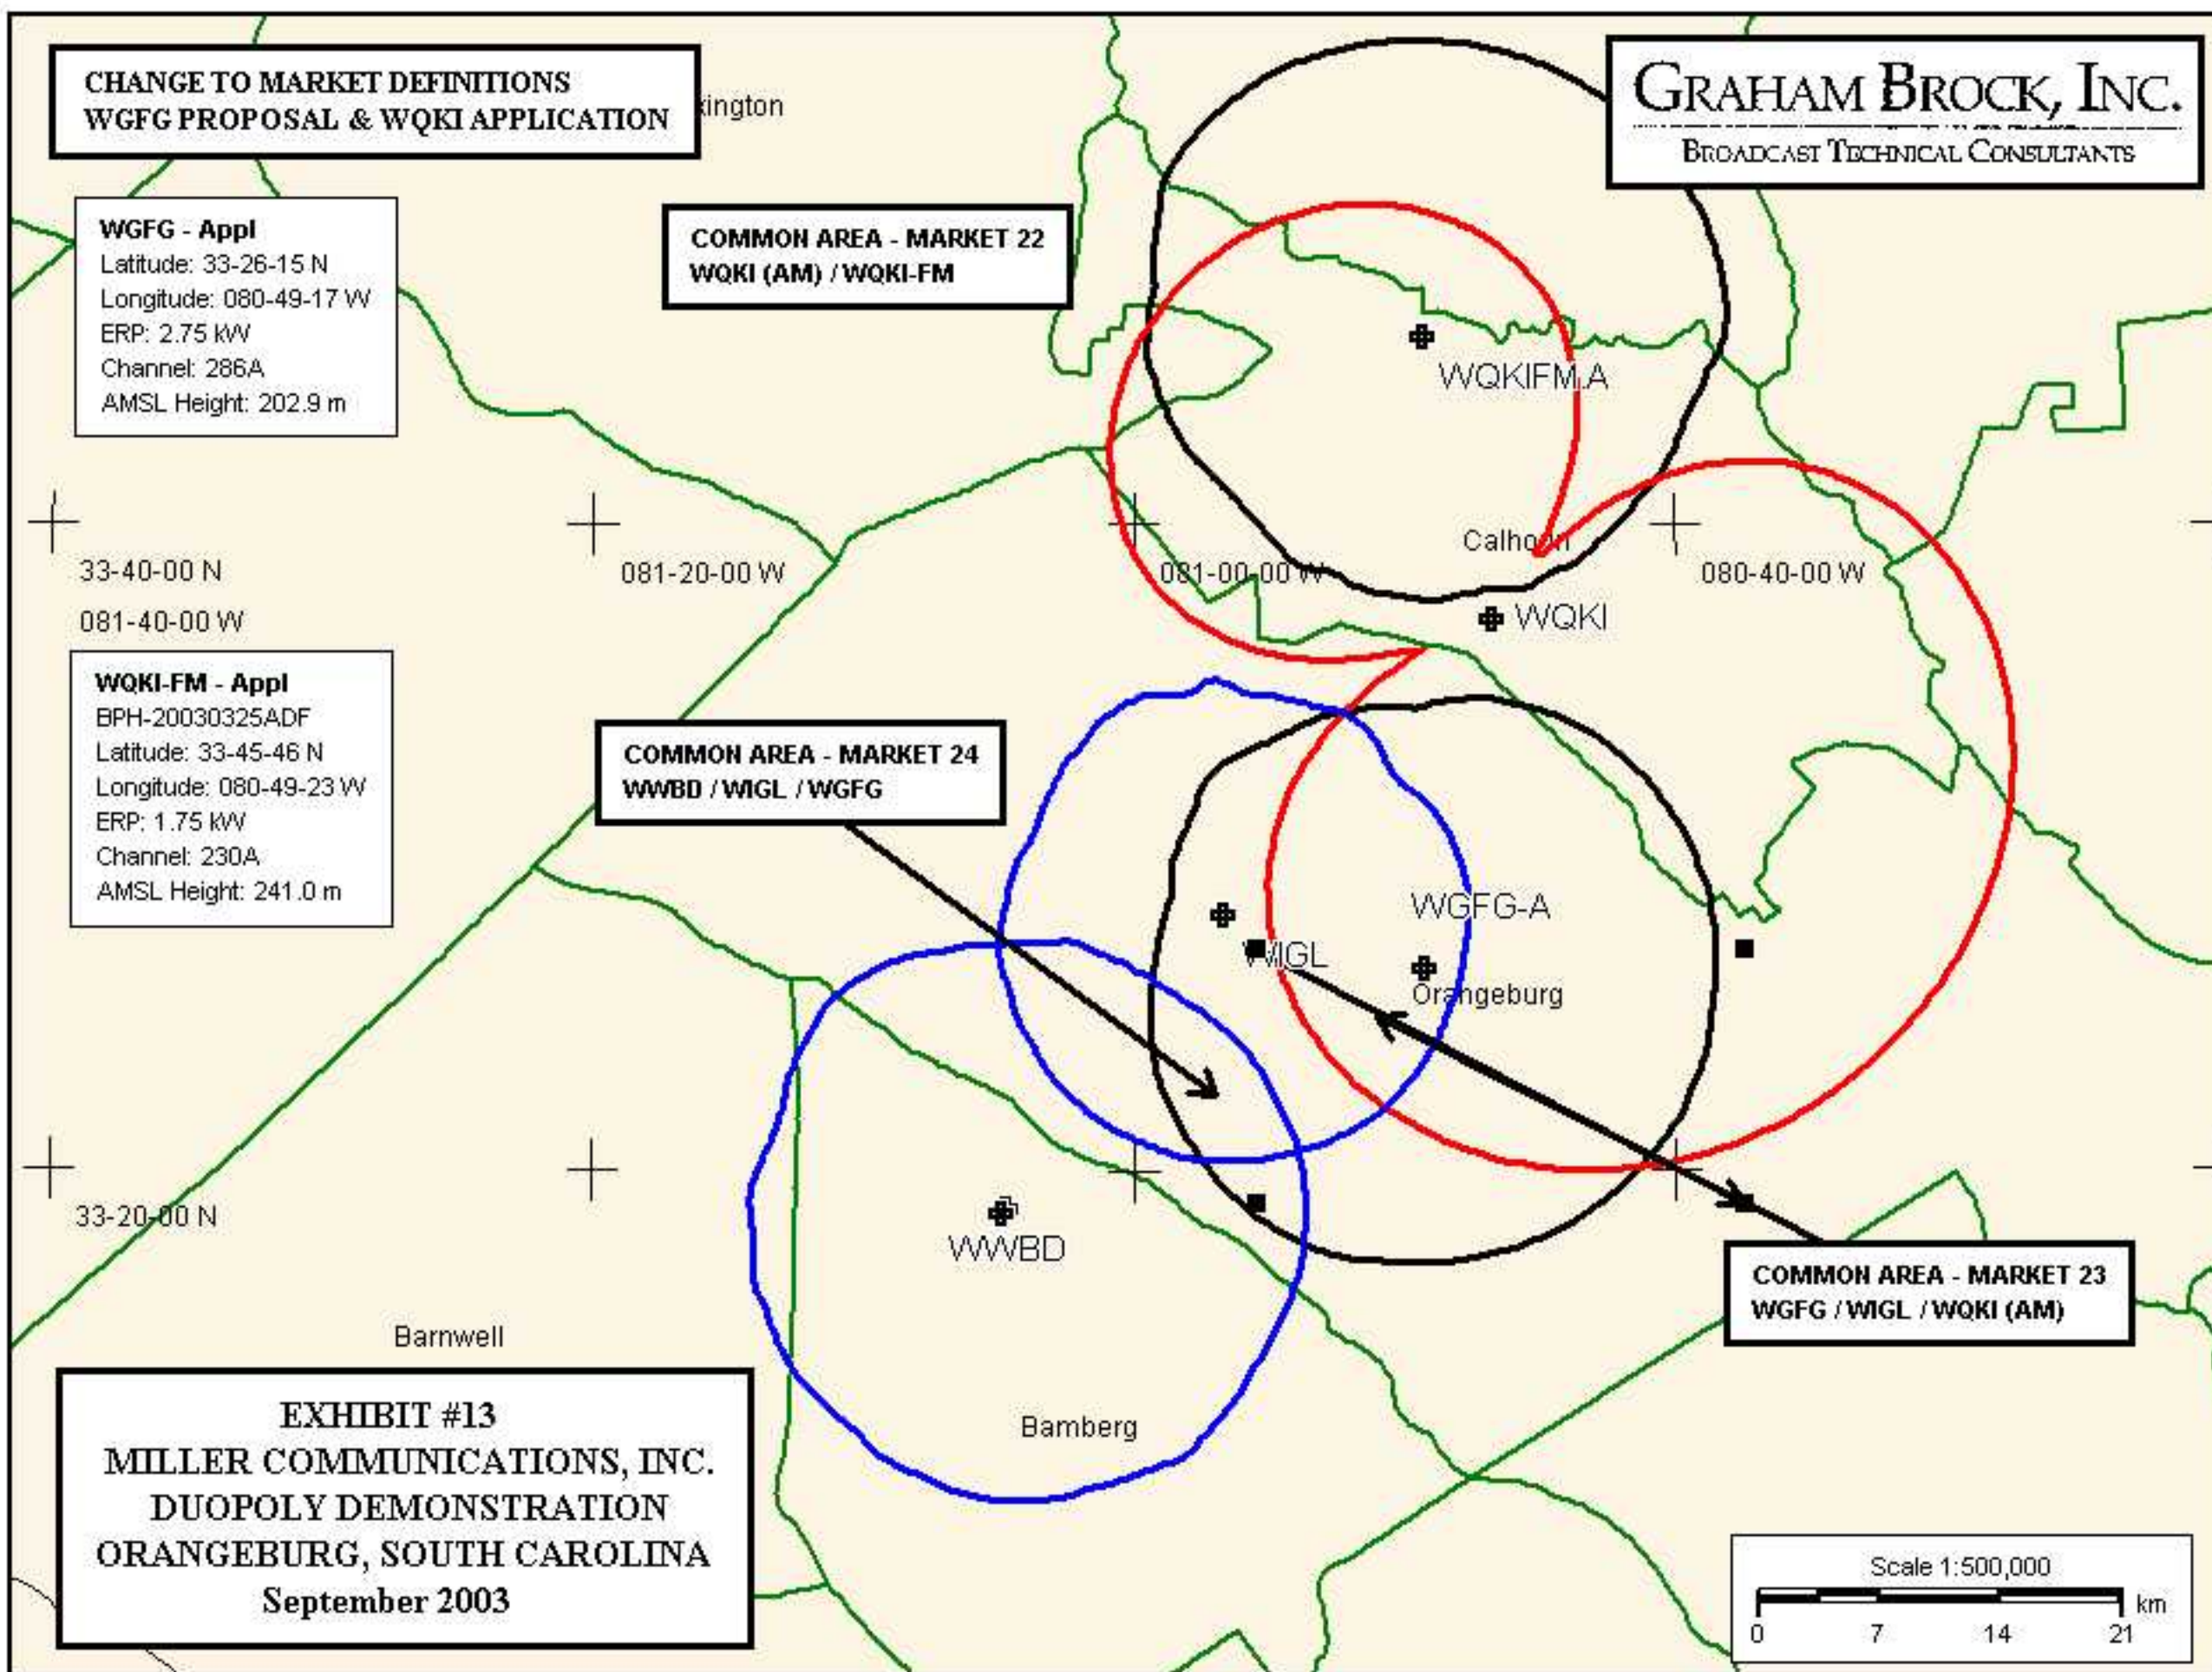 CHANGE TO MARKET DEFINITIONS
WGFG PROPOSAL & WQKI APPLICATION
xington
GRAHAM BROCK, INC.
BROADCAST TECHNICAL CONSULTANTS
WGFG - Appl
Latitude: 33-26-15 N
Longitude: 080-49-17 W
ERP: 2.75 kW
Channel: 286A
AMSL Height: 202.9 m
COMMON AREA - MARKET 22
WQKI (AM) / WQKI-FM
WQKIFM.A
Calhoun
33-40-00 N
081-40-00 W
081-20-00 W
081-00-00 W
080-40-00 W
WQKI
WQKI-FM - Appl
BPH-20030325ADF
Latitude: 33-45-46 N
Longitude: 080-49-23 W
ERP: 1.75 kW
Channel: 230A
AMSL Height: 241.0 m
COMMON AREA - MARKET 24
WWBD / WIGL / WGFG
WGFG-A
WIGL
Orangeburg
33-20-00 N
WWBD
COMMON AREA - MARKET 23
WGFG / WIGL / WQKI (AM)
Barnwell
Bamberg
EXHIBIT #13
MILLER COMMUNICATIONS, INC.
DUOPOLY DEMONSTRATION
ORANGEBURG, SOUTH CAROLINA
September 2003
Scale 1:500,000
km
0 7 14 21